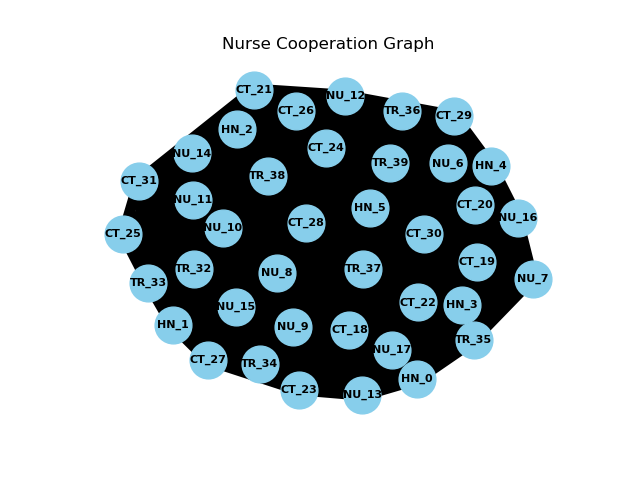 Nurse Cooperation Graph
CT_21
NU_12
CT_26
TR_36
CT_29
HN_2
CT_24
NU_14
TR_39
NU_6
HN_4
TR_38
CT_31
NU_11
CT_20
HN_5
NU_16
CT_28
NU_10
CT_25
CT_30
CT_19
TR_32
TR_37
NU_8
NU_7
TR_33
CT_22
HN_3
NU_15
HN_1
NU_9
CT_18
TR_35
NU_17
CT_27
TR_34
HN_0
CT_23
NU_13